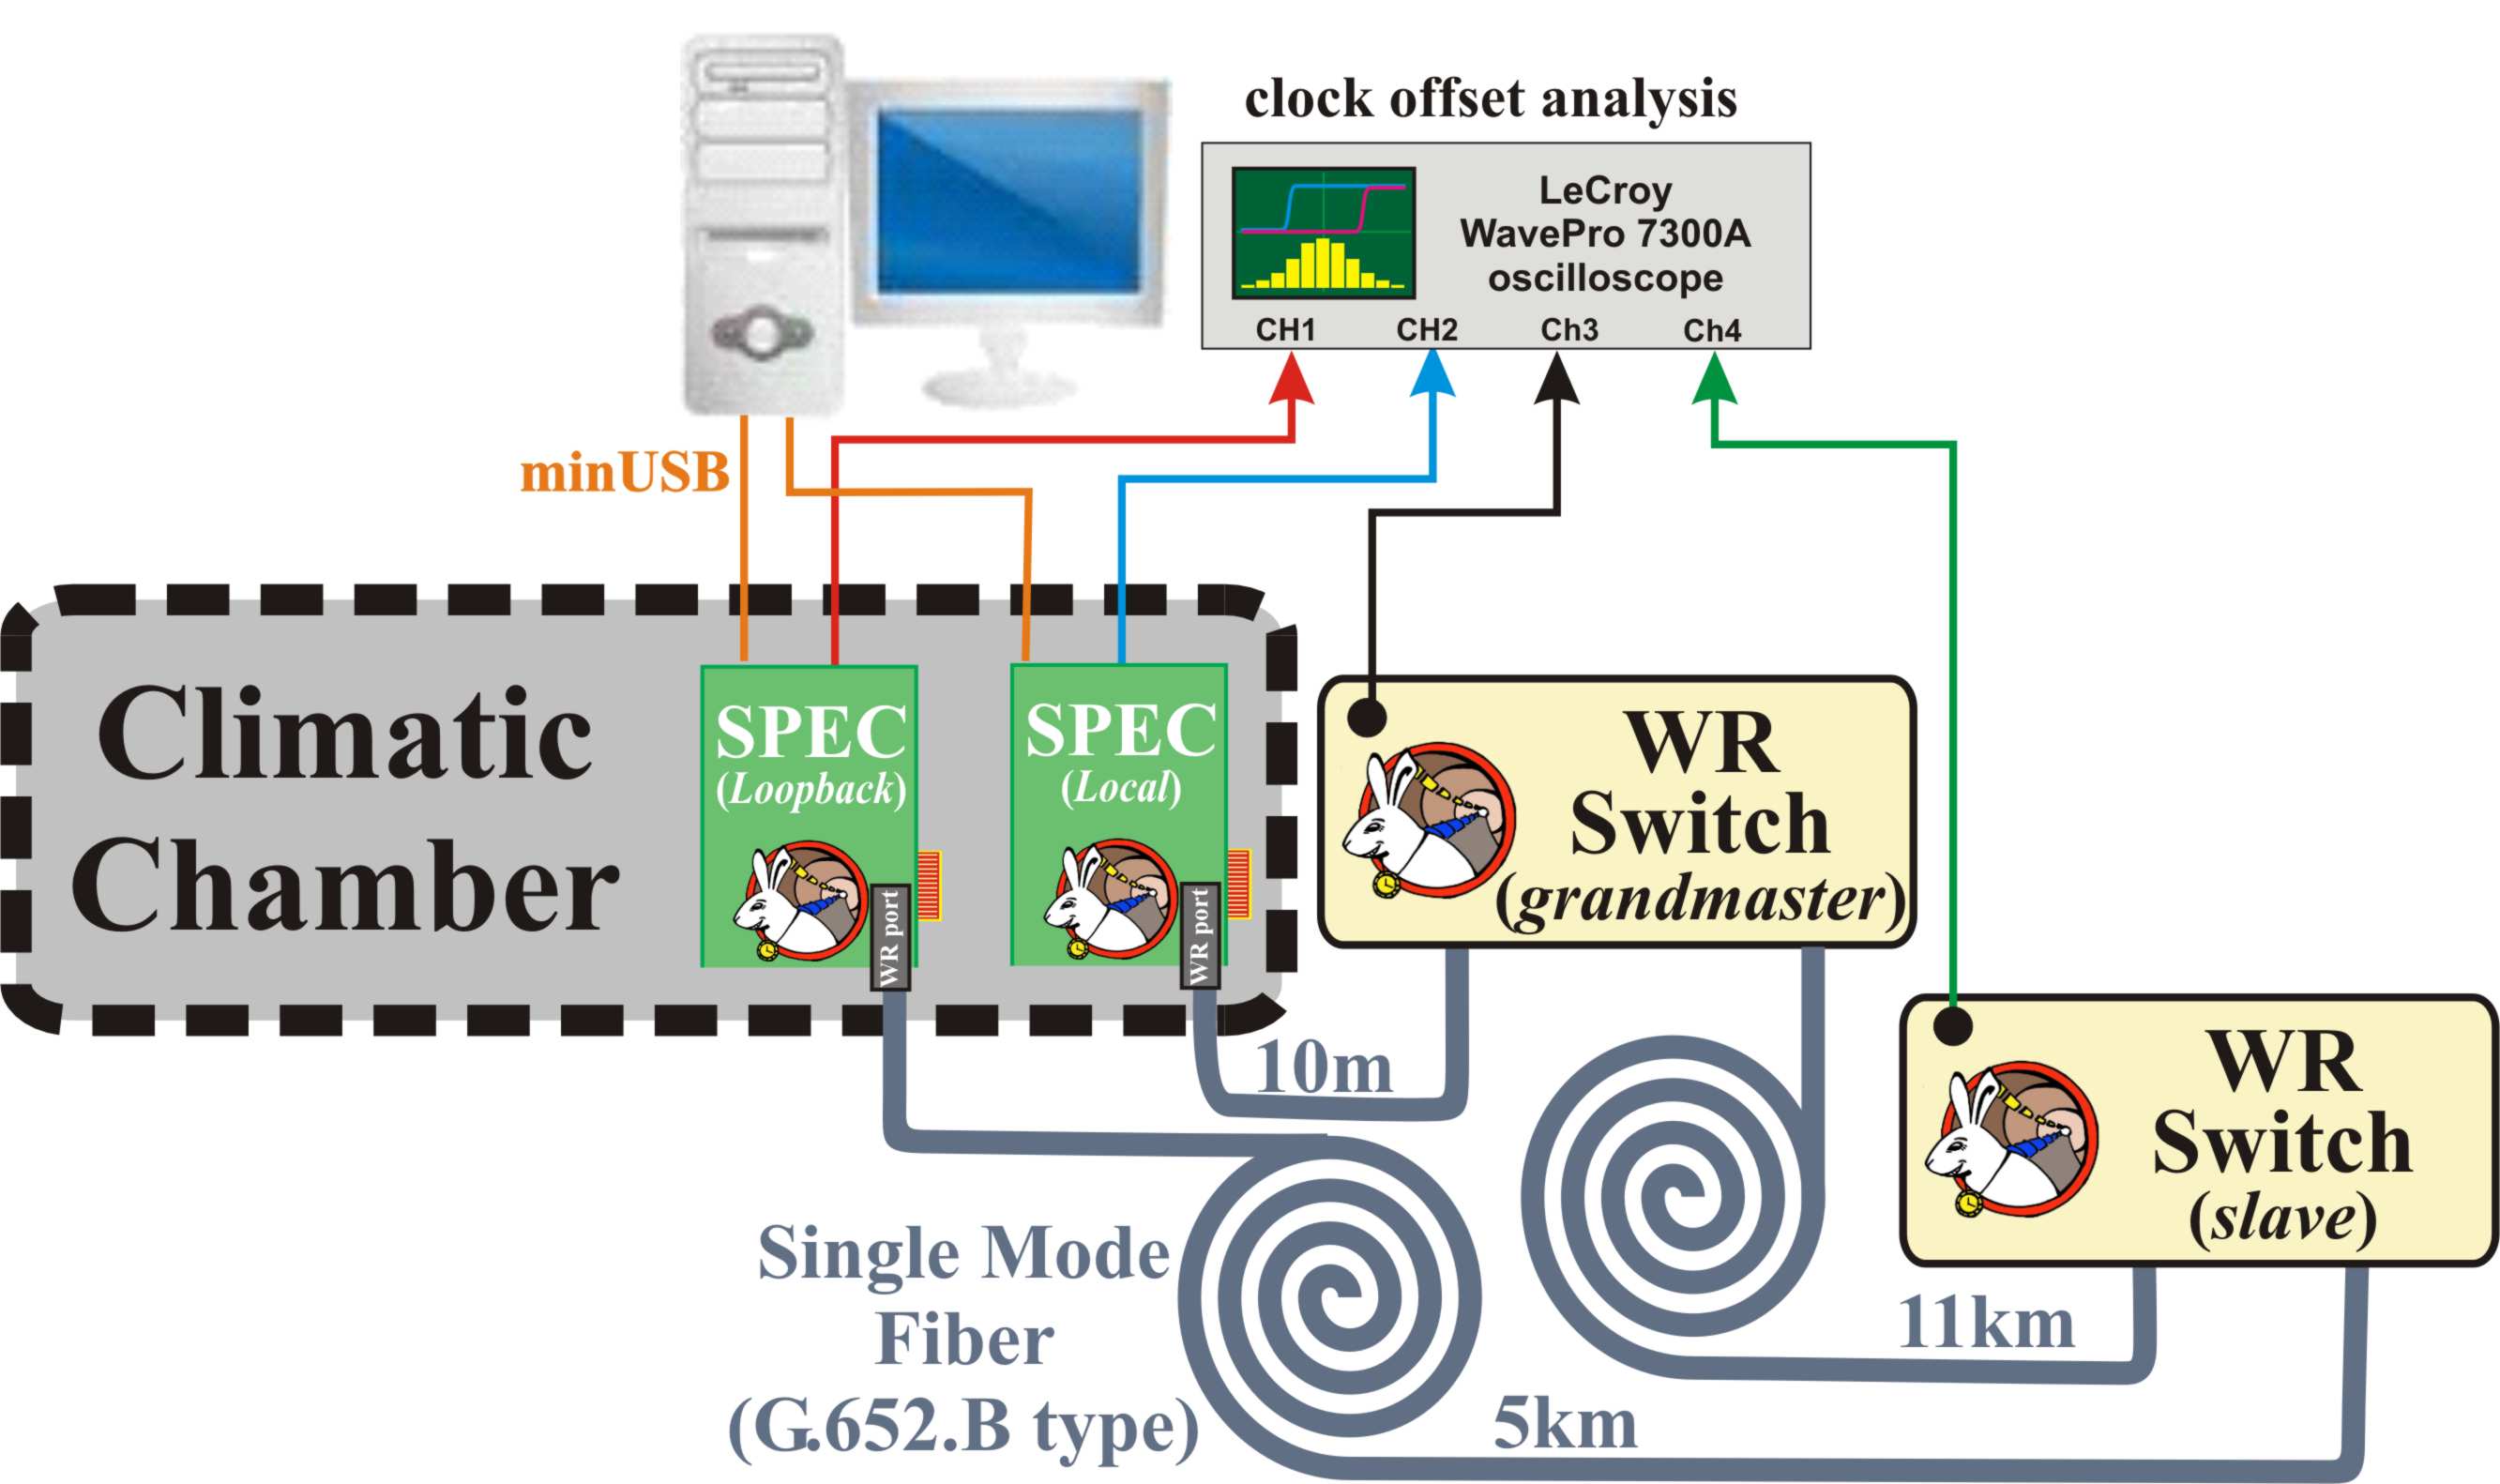 clock offset analysis
LeCroy
WavePro 7300A
oscilloscope
CH1
CH2
Ch3
Ch4
minUSB
Climatic
Chamber
SPEC
(Loopback)
WR port
SPEC
(Local)
WR port
WR
Switch
(grandmaster)
WR
Switch
(slave)
10m
11km
5km
Single Mode
Fiber
(G.652.B type)